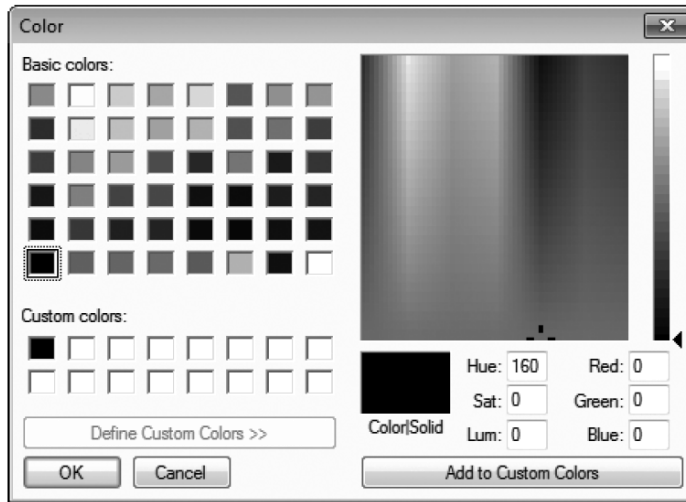 Color
Basic colors:
Custom colors:
Define Custom Colors >>
OK Cancel
Color|Solid
Hue: 160 Red: 0
Sat: 0 Green: 0
Lum: 0 Blue: 0
Add to Custom Colors